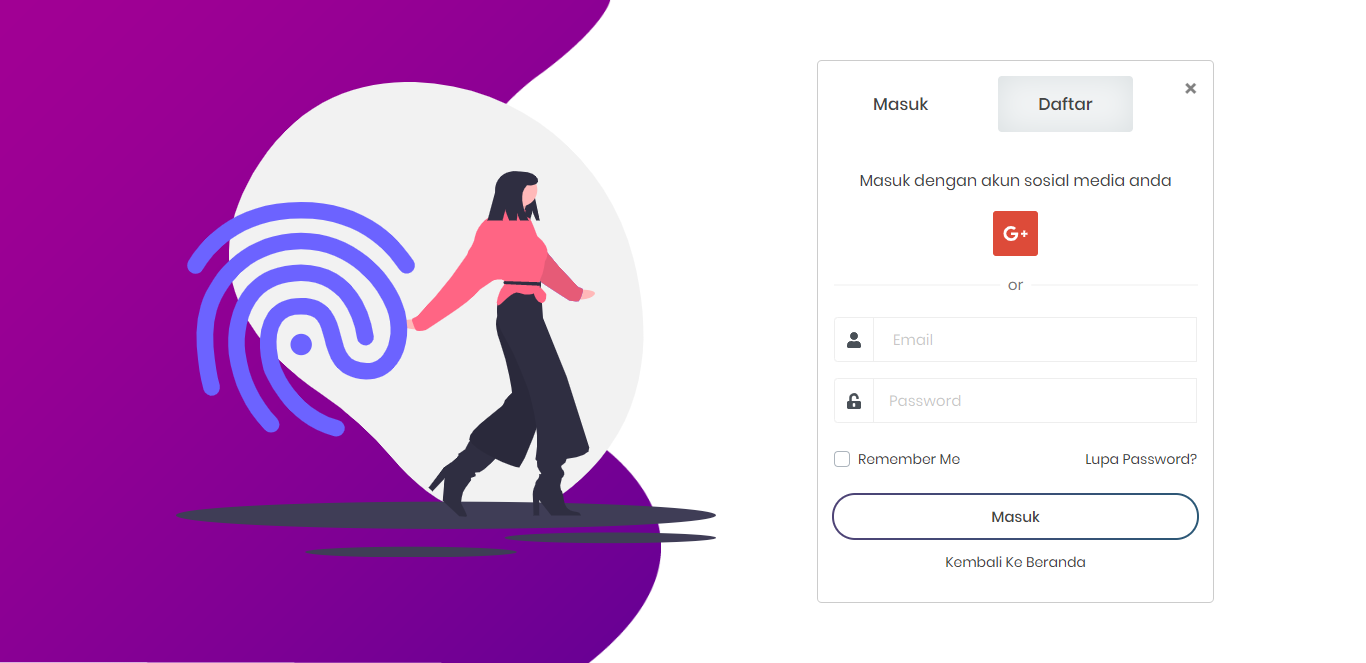 Masuk
Daftar
×
Masuk dengan akun sosial media anda
G+
or
Email
Password
Remember Me
Lupa Password?
Masuk
Kembali Ke Beranda